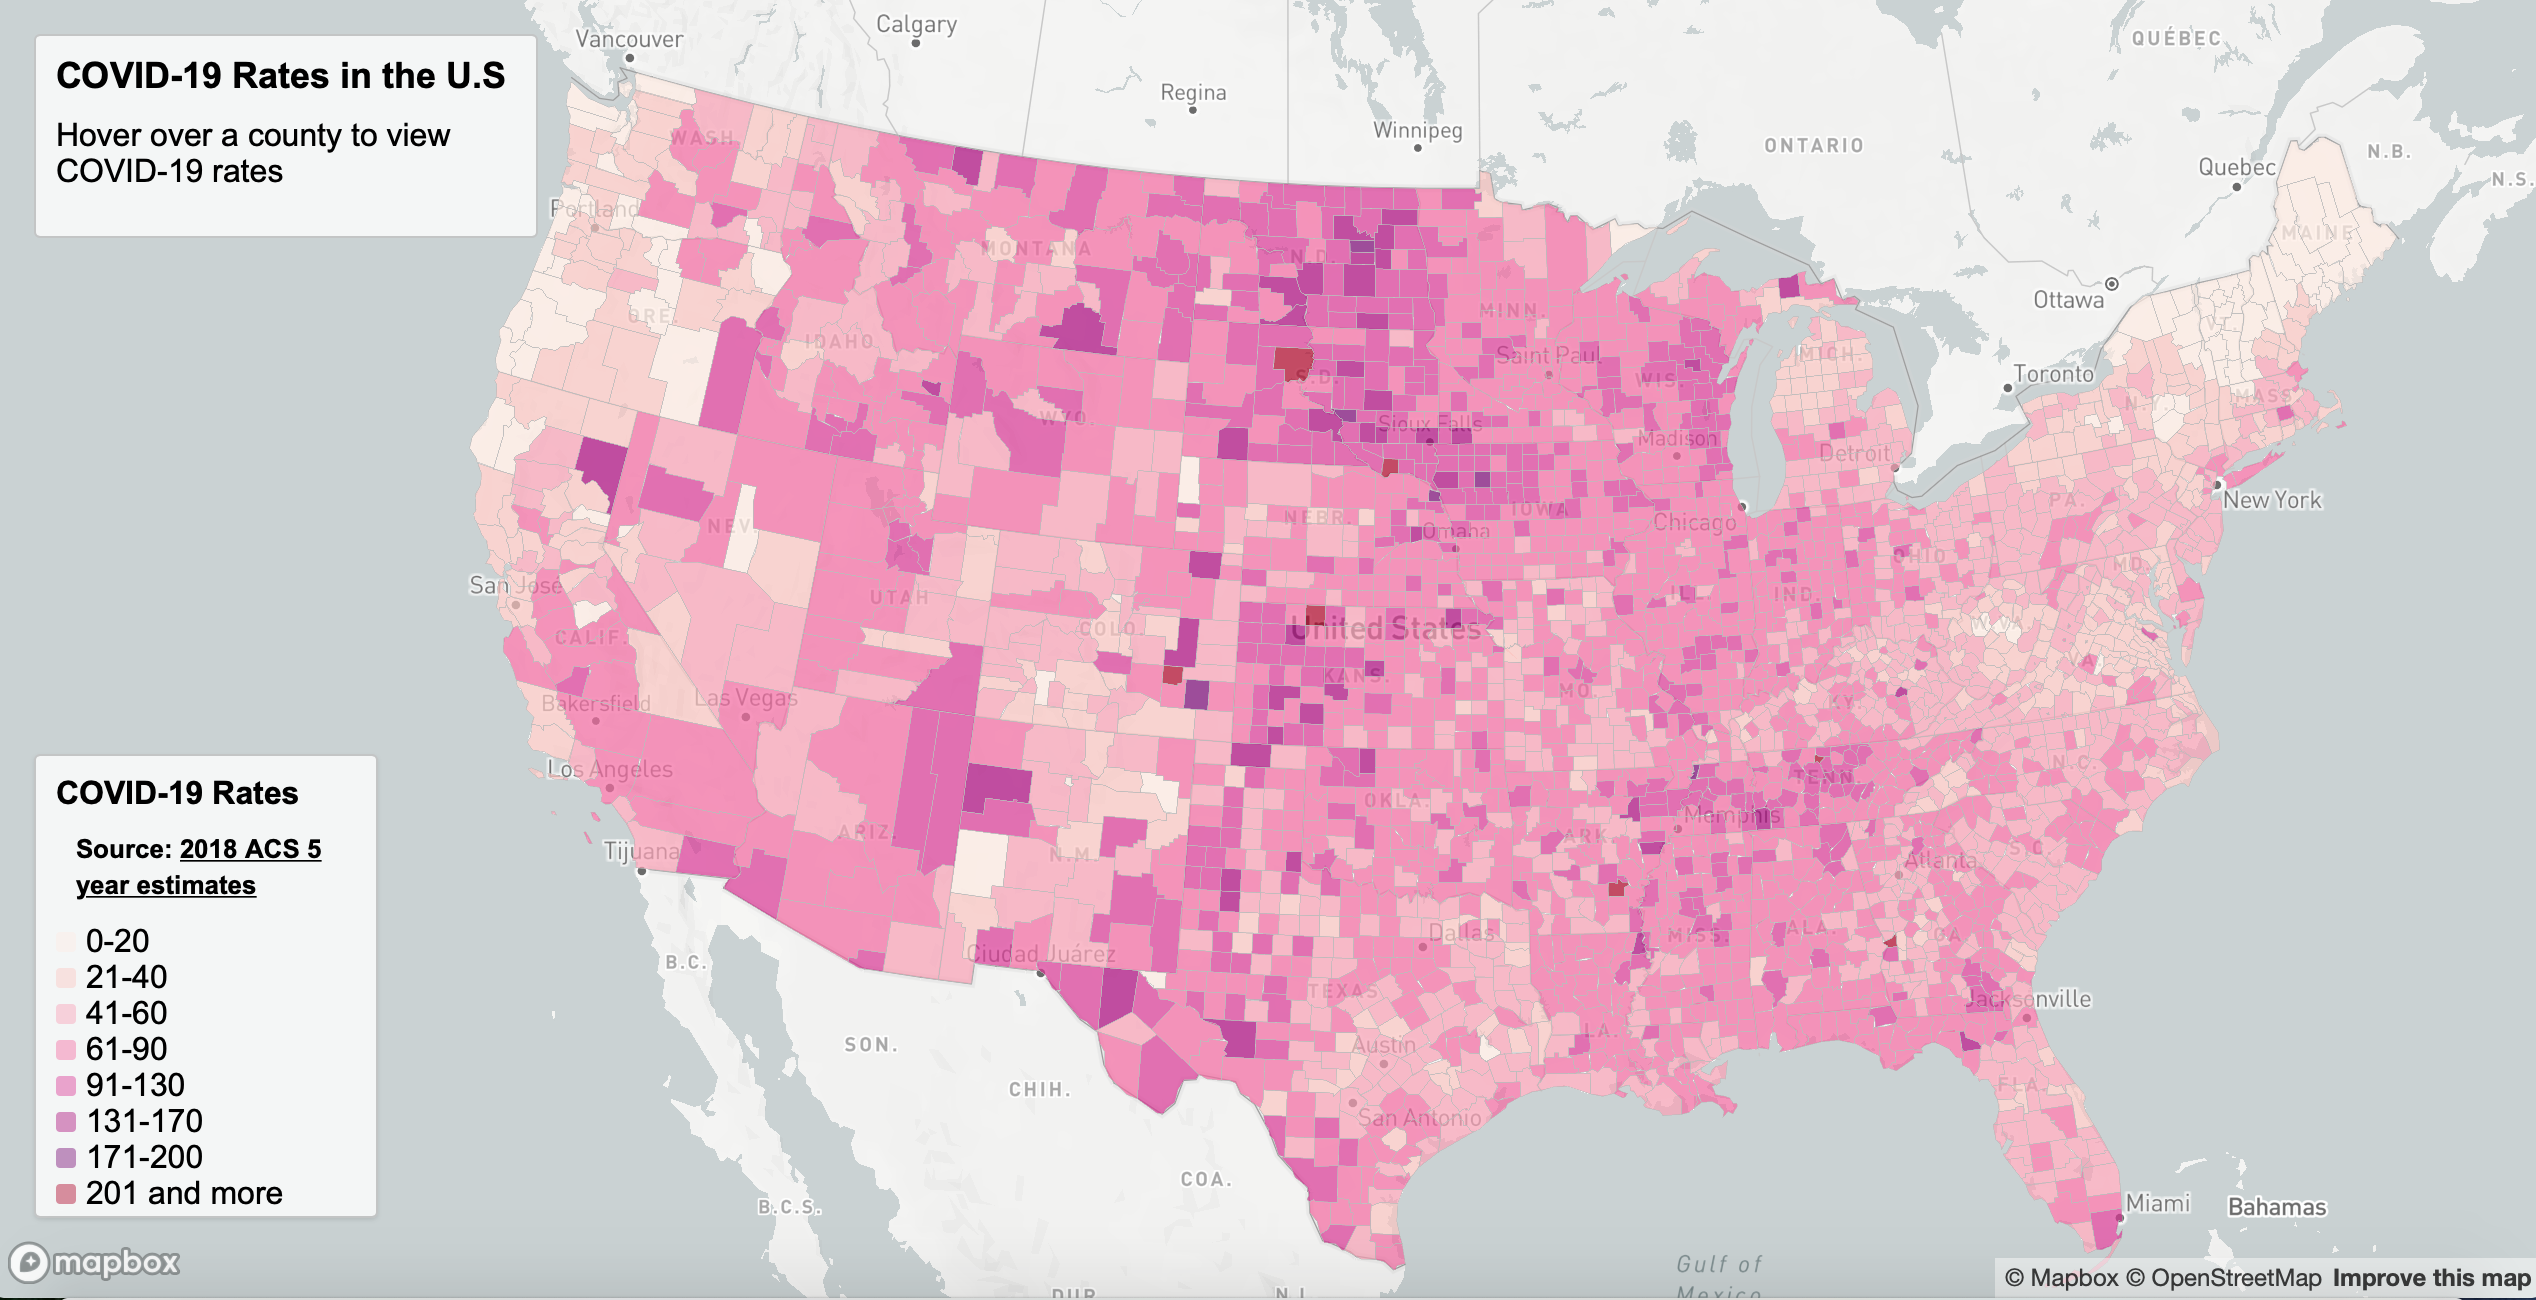 COVID-19 Rates in the U.S
Hover over a county to view
COVID-19 rates
Vancouver
Calgary
Regina
Winnipeg
ONTARIO
QUÉBEC
Quebec
N.B.
N.S.
Ottawa
Toronto
MAINE
WASH.
Portland
MONTANA
N.D.
MINN.
ORE.
IDAHO
Saint Paul
S.D.
WIS.
MICH.
VT.
MASS.
N.Y.
WYO.
Sioux Falls
Madison
Detroit
New York
PA.
NEV.
NEBR.
IOWA
Omaha
Chicago
OHIO
MD.
San José
UTAH
COLO.
United States
ILL.
IND.
W.VA.
CALIF.
KANS.
MO.
KY.
VA.
Bakersfield
Las Vegas
Los Angeles
ARIZ.
N.M.
OKLA.
ARK.
Memphis
TENN.
N.C.
S.C.
Tijuana
Atlanta
Ciudad Juárez
Dallas
MISS.
ALA.
GA.
B.C.
TEXAS
LA.
Jacksonville
SON.
Austin
CHIH.
San Antonio
FLA.
COA.
B.C.S.
Miami
Bahamas
Gulf of
Mexico
DUR.
N.L.
COVID-19 Rates
Source: 2018 ACS 5
year estimates
0-20
21-40
41-60
61-90
91-130
131-170
171-200
201 and more
mapbox
© Mapbox © OpenStreetMap Improve this map